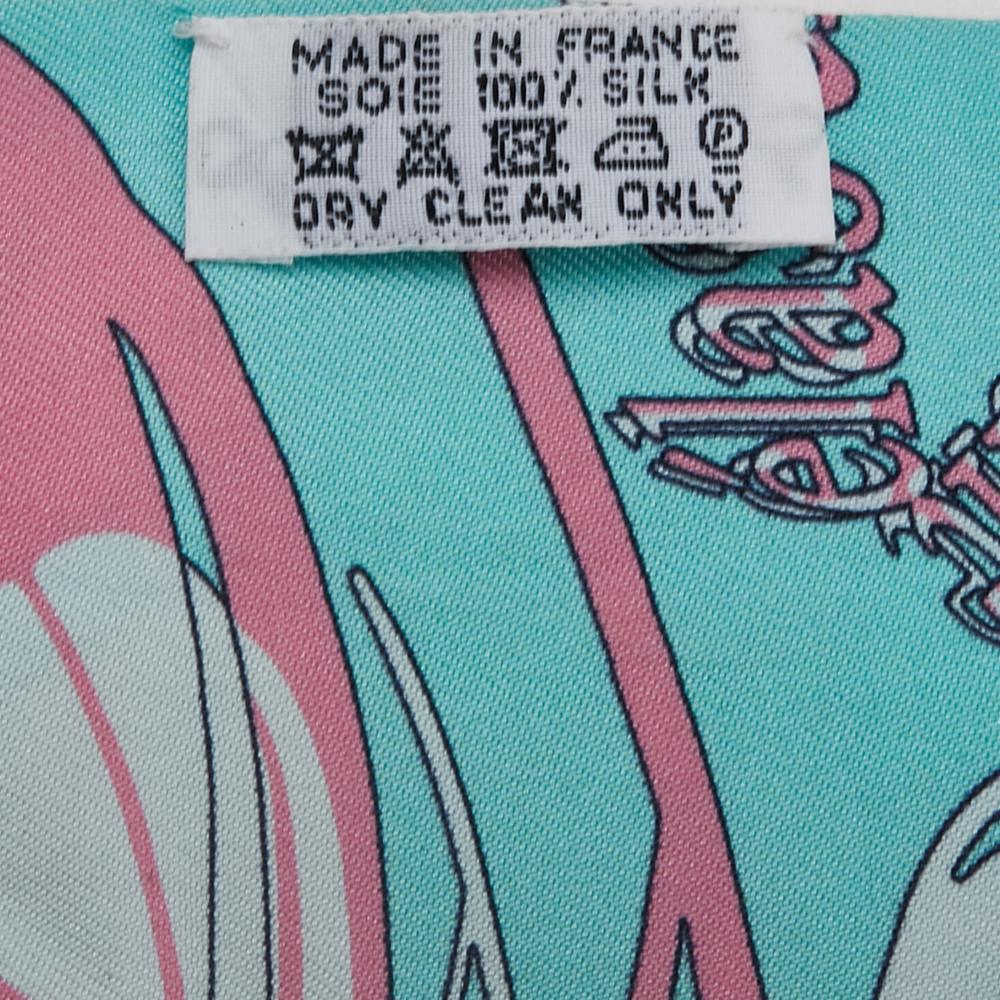 MADE IN FRANCE
SOIE 100% SILK
P
DRY CLEAN ONLY